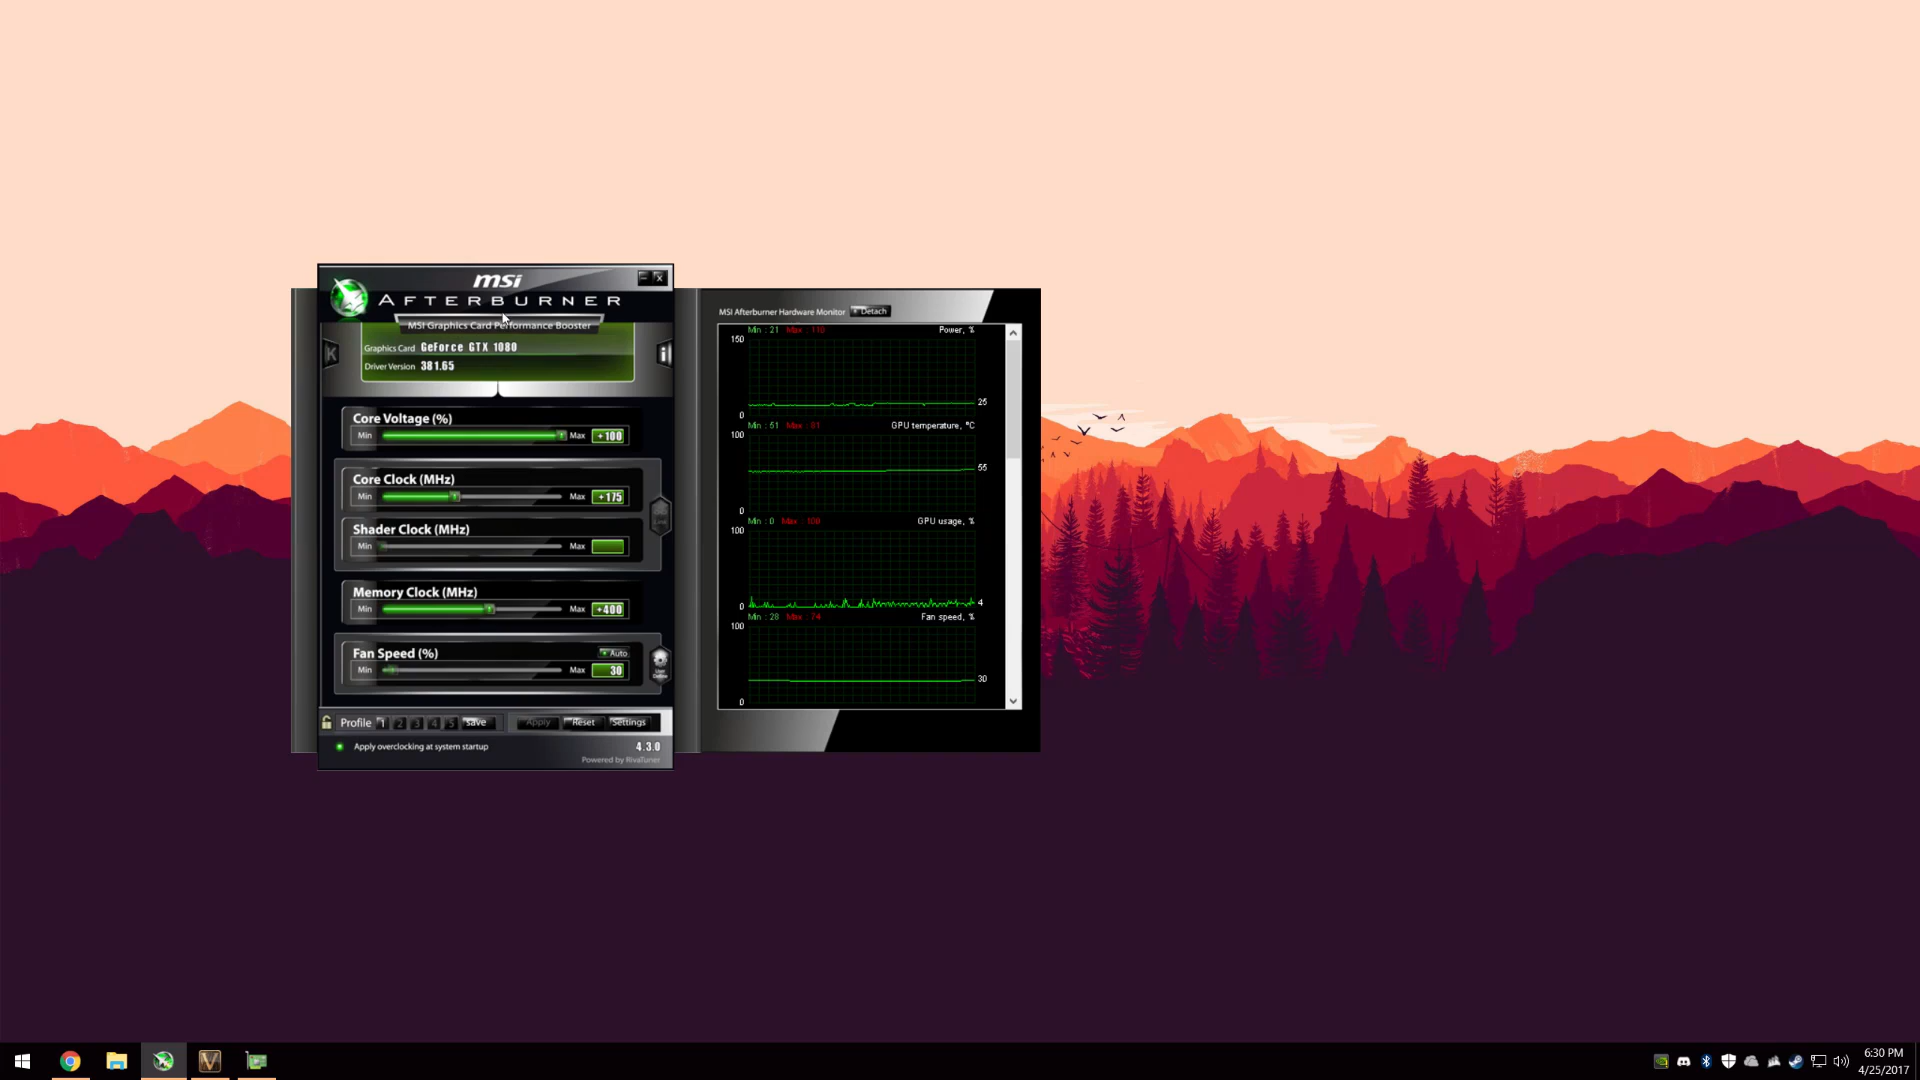 msi
AFTERBURNER
MSI Graphics Card Performance Booster
K
i
Graphics Card GeForce GTX 1080
Driver Version 381.65
Core Voltage (%)
Min Max +100
Core Clock (MHz)
Min Max +175
Shader Clock (MHz)
Min Max
Memory Clock (MHz)
Min Max +400
Fan Speed (%)
Auto
Min Max 30
User Define
Profile 1 2 3 4 5 Save Apply Reset Settings
Apply overclocking at system startup 4.3.0
Powered by RivaTuner
MSI Afterburner Hardware Monitor Detach
Min : 21 Max : 110 Power, %
150
25
0
Min : 51 Max : 81 GPU temperature, °C
100
55
0
Min : 0 Max : 100 GPU usage, %
100
0 4
Min : 28 Max : 74 Fan speed, %
100
30
0
6:30 PM
4/25/2017